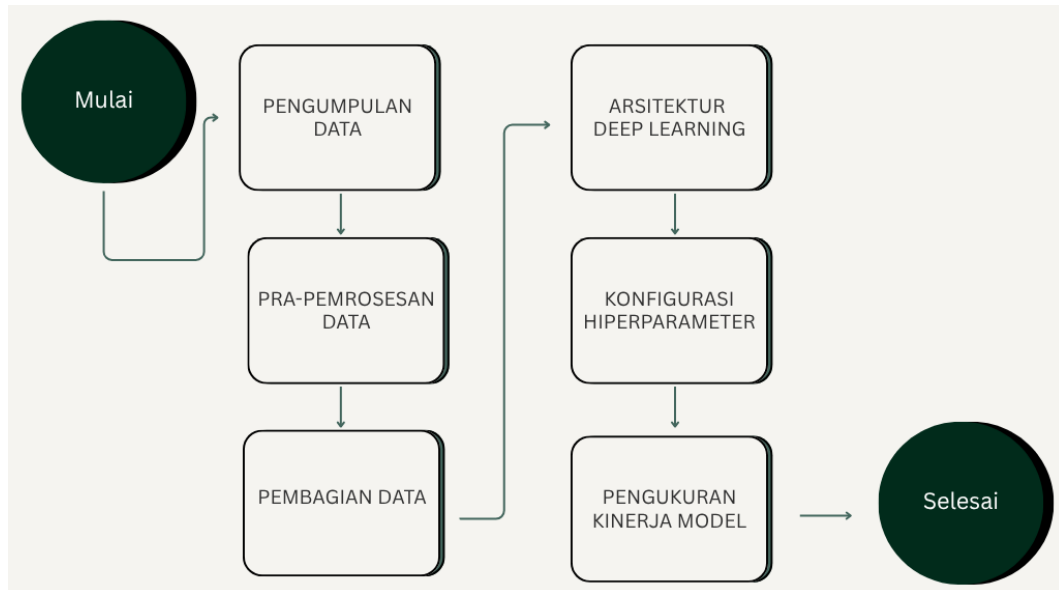 Mulai
PENGUMPULAN
DATA
PRA-PEMROSESAN
DATA
PEMBAGIAN DATA
ARSITEKTUR
DEEP LEARNING
KONFIGURASI
HIPERPARAMETER
PENGUKURAN
KINERJA MODEL
Selesai